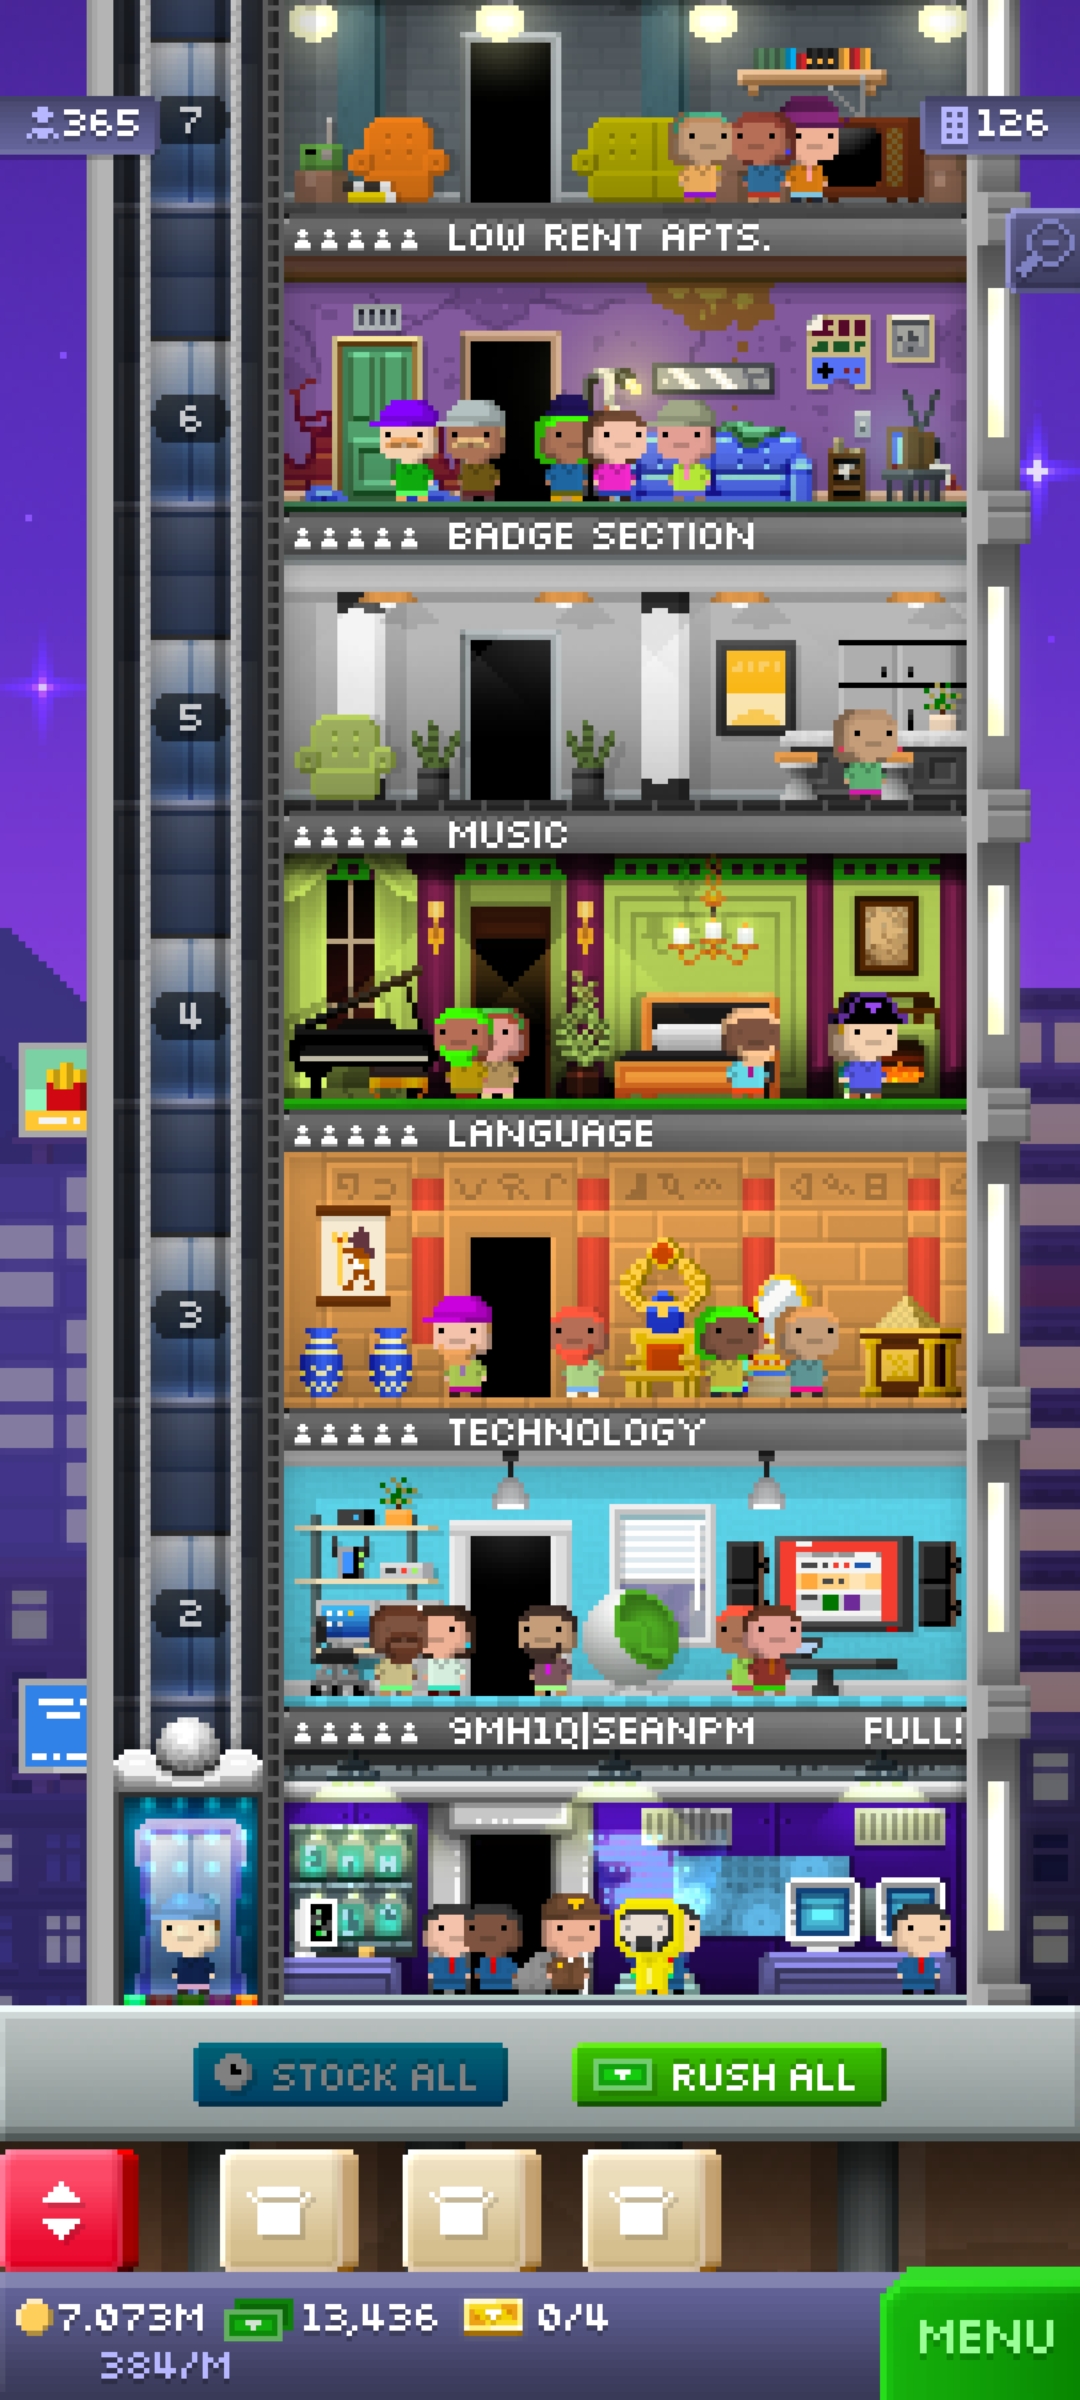 7
365
126
LOW RENT APTS.
6
BADGE SECTION
5
MUSIC
4
LANGUAGE
3
TECHNOLOGY
2
9MH1Q|SEANPM FULL!
STOCK ALL
RUSH ALL
7.073M 13,436 0/4
384/M
MENU